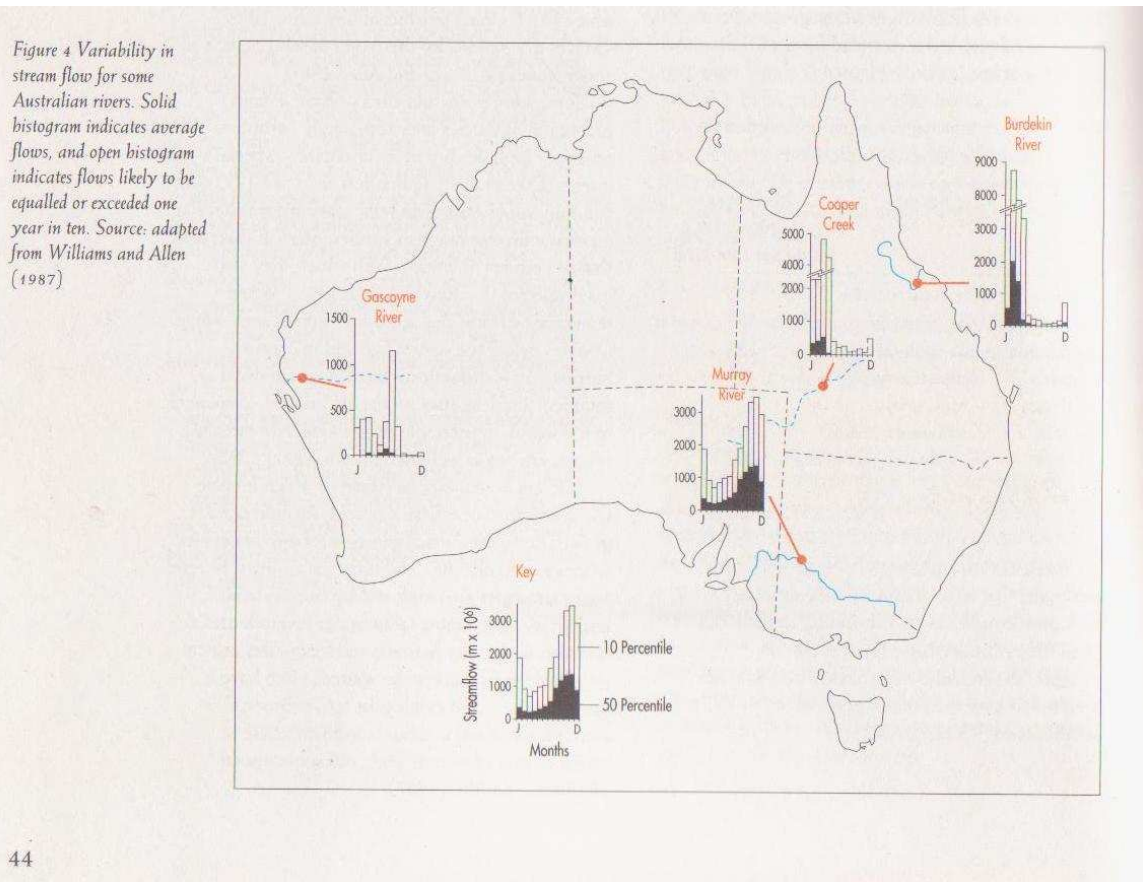 Figure 4 Variability in
stream flow for some
Australian rivers. Solid
histogram indicates average
flows, and open histogram
indicates flows likely to be
equalled or exceeded one
year in ten. Source: adapted
from Williams and Allen
(1987)
Burdekin
River
9000
8000
3000
2000
1000
0
J
D
Cooper
Creek
5000
4000
2000
1000
0
J
D
Gascoyne
River
1500
1000
500
0
J
D
Murray
River
3000
2000
1000
0
J
D
Key
Streamflow (m x 10⁶)
3000
2000
1000
0
10 Percentile
50 Percentile
J
D
Months
44